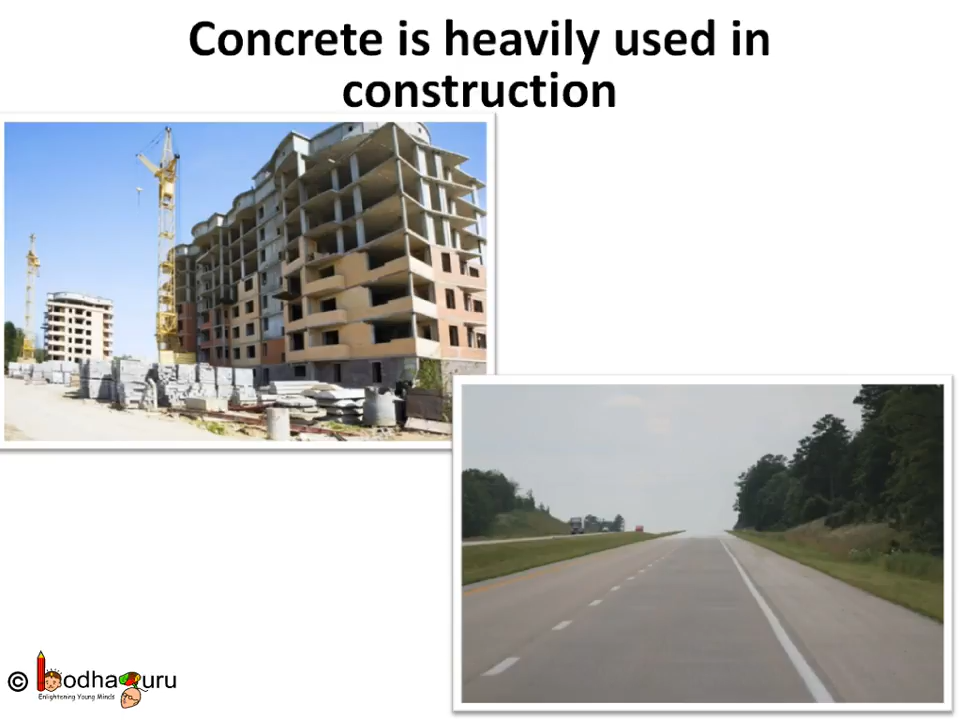 Concrete is heavily used in
construction
© bodhaguru
Enlightening Young Minds